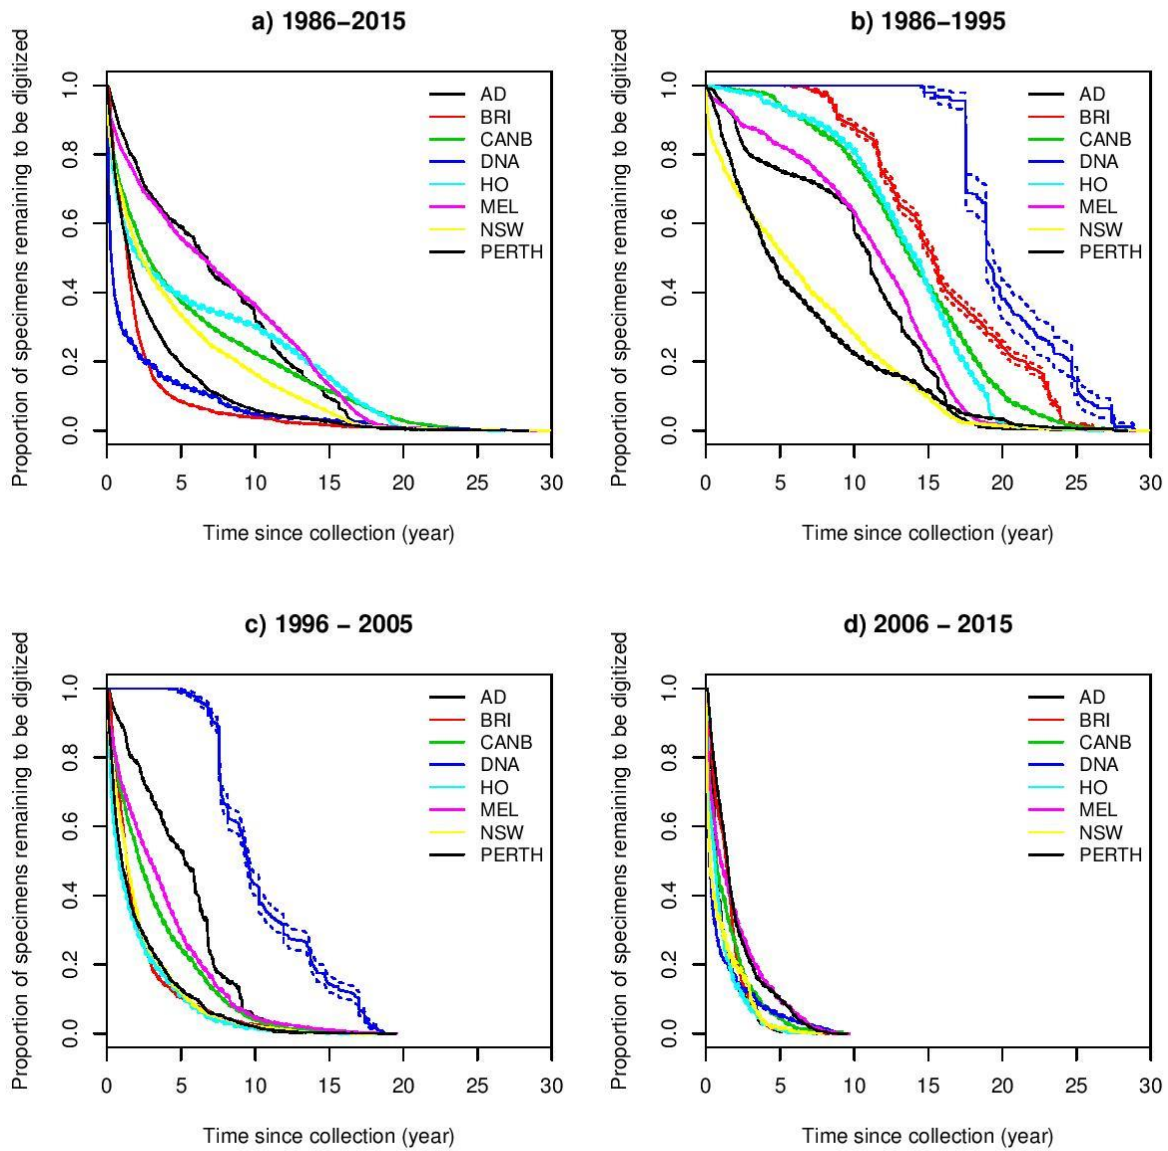 a) 1986−2015
Proportion of specimens remaining to be digitized
1.0
0.8
0.6
0.4
0.2
0.0
AD
BRI
CANB
DNA
HO
MEL
NSW
PERTH
0 5 10 15 20 25 30
Time since collection (year)
b) 1986−1995
Proportion of specimens remaining to be digitized
1.0
0.8
0.6
0.4
0.2
0.0
AD
BRI
CANB
DNA
HO
MEL
NSW
PERTH
0 5 10 15 20 25 30
Time since collection (year)
c) 1996 − 2005
Proportion of specimens remaining to be digitized
1.0
0.8
0.6
0.4
0.2
0.0
AD
BRI
CANB
DNA
HO
MEL
NSW
PERTH
0 5 10 15 20 25 30
Time since collection (year)
d) 2006 − 2015
Proportion of specimens remaining to be digitized
1.0
0.8
0.6
0.4
0.2
0.0
AD
BRI
CANB
DNA
HO
MEL
NSW
PERTH
0 5 10 15 20 25 30
Time since collection (year)